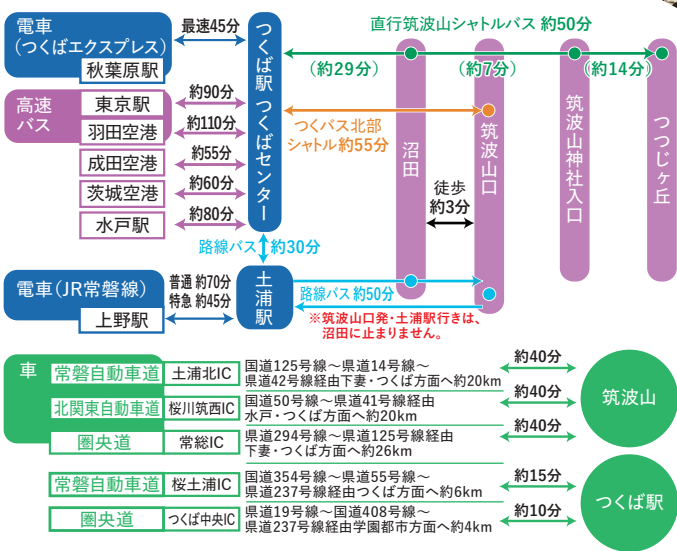 電車
(つくばエクスプレス)
秋葉原駅
最速45分
高速
バス
東京駅
約90分
羽田空港
約110分
成田空港
約55分
茨城空港
約60分
水戸駅
約80分
つくば駅 つくばセンター
直行筑波山シャトルバス 約50分
(約29分)
(約7分)
(約14分)
つくバス北部
シャトル 約55分
沼田
筑波山口
筑波山神社入口
つつじヶ丘
徒歩
約3分
路線バス 約30分
電車(JR常磐線)
上野駅
普通 約70分
特急 約45分
土浦駅
路線バス 約50分
※筑波山口発・土浦駅行きは、
沼田に止まりません。
車
常磐自動車道 土浦北IC
国道125号線〜県道14号線〜
県道42号線経由下妻・つくば方面へ約20km
約40分
北関東自動車道 桜川筑西IC
国道50号線〜県道41号線経由
水戸・つくば方面へ約20km
約40分
圏央道 常総IC
県道294号線〜県道125号線経由
下妻・つくば方面へ約26km
約40分
筑波山
常磐自動車道 桜土浦IC
国道354号線〜県道55号線〜
県道237号線経由つくば方面へ約6km
約15分
圏央道 つくば中央IC
県道19号線〜国道408号線〜
県道237号線経由学園都市方面へ約4km
約10分
つくば駅